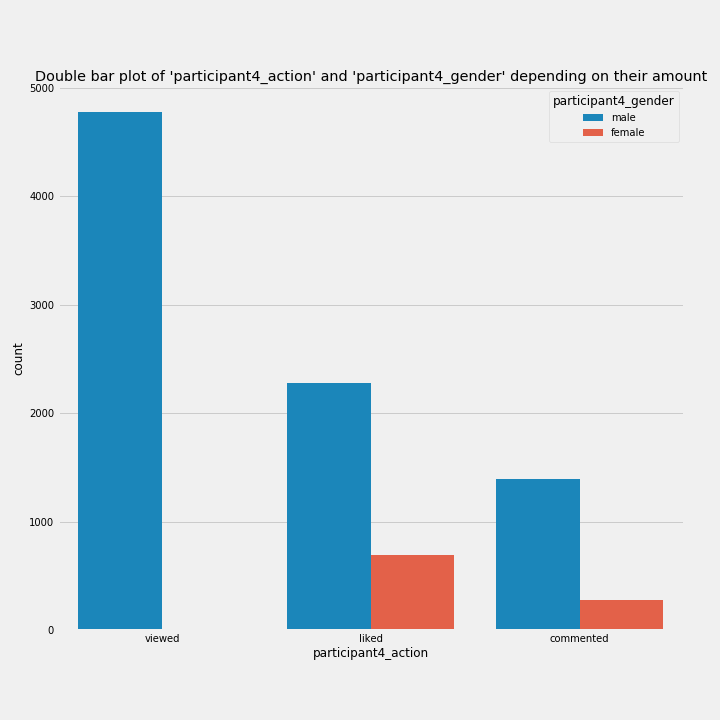 Double bar plot of 'participant4_action' and 'participant4_gender' depending on their amount
participant4_gender
male
female
5000
4000
3000
2000
1000
0
count
viewed
liked
commented
participant4_action